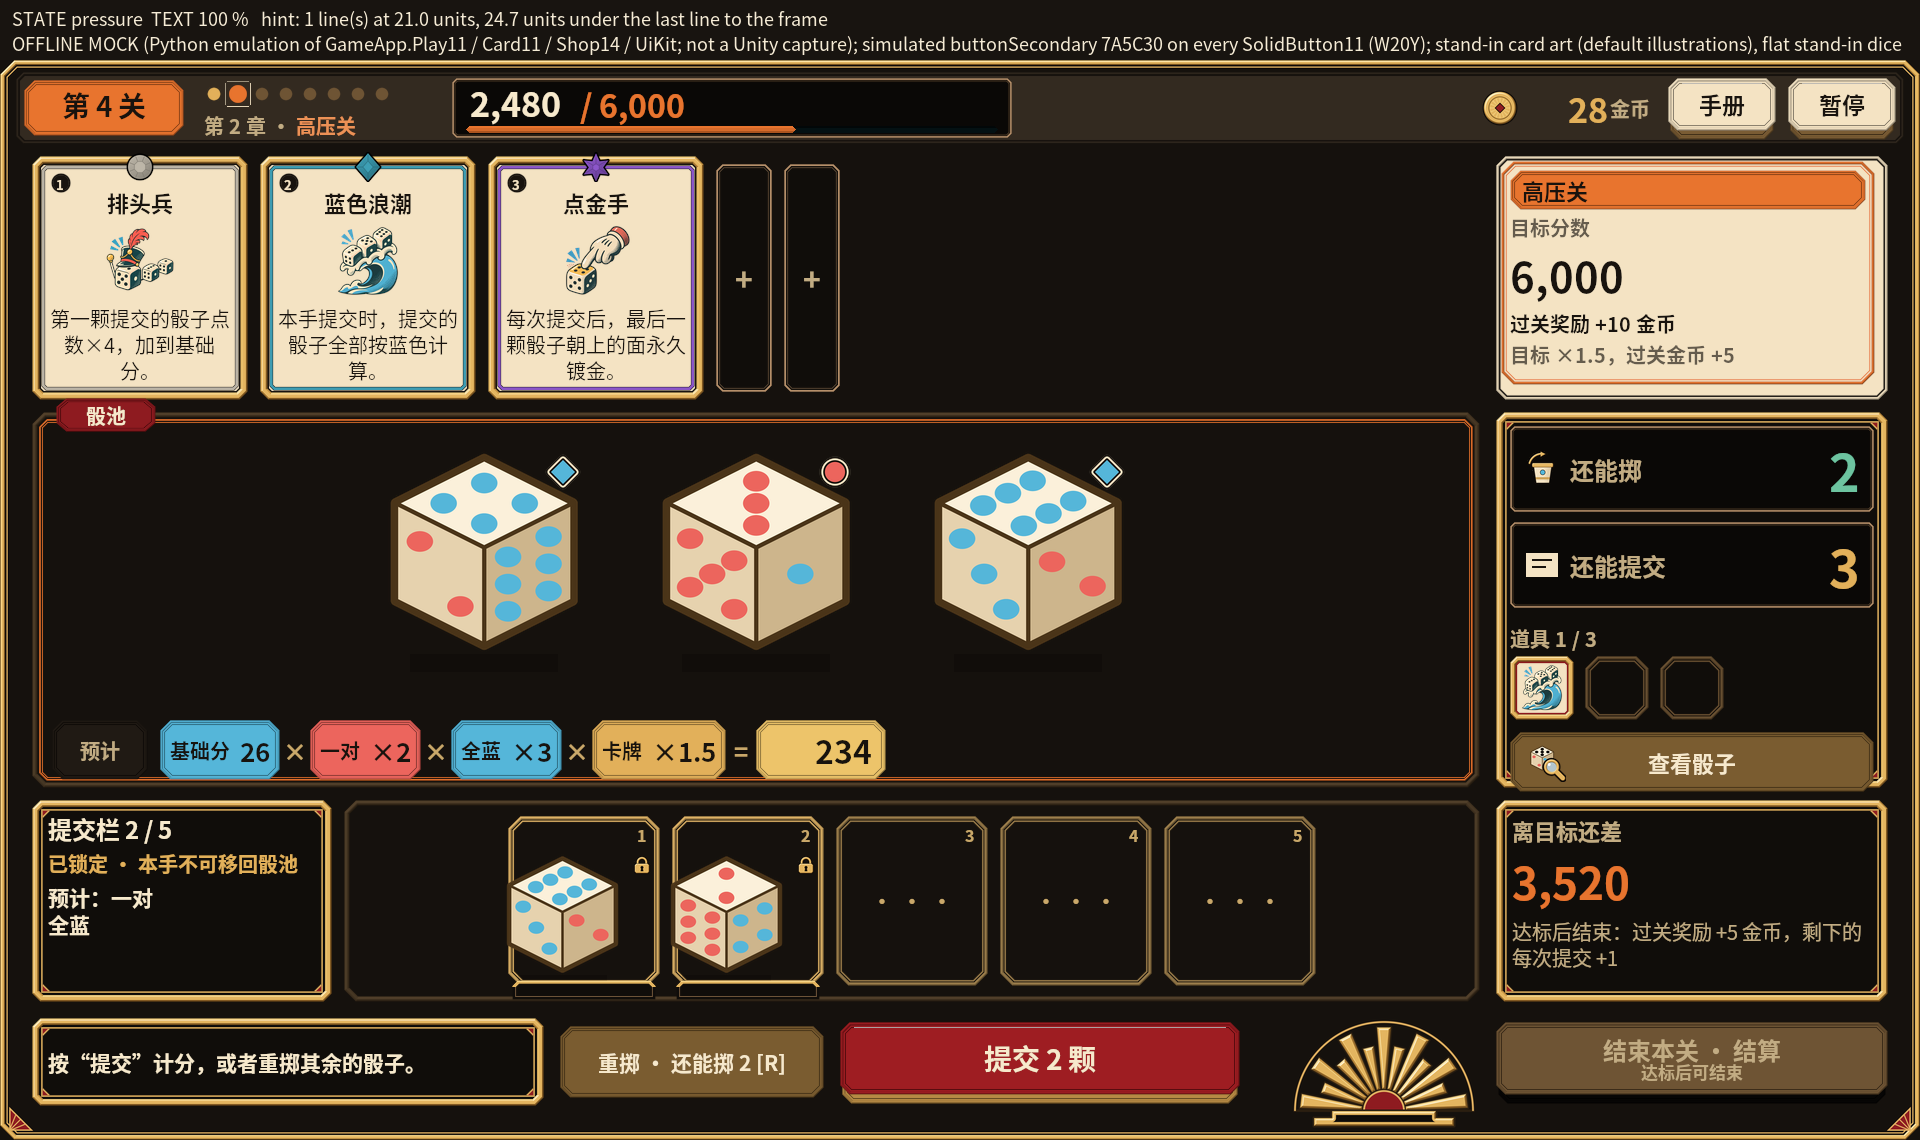 STATE pressure  TEXT 100 %   hint: 1 line(s) at 21.0 units, 24.7 units under the last line to the frame
OFFLINE MOCK (Python emulation of GameApp.Play11 / Card11 / Shop14 / UiKit; not a Unity capture); simulated buttonSecondary 7A5C30 on every SolidButton11 (W20Y); stand-in card art (default illustrations), flat stand-in dice
第 4 关
第 2 章 · 高压关
2,480 / 6,000
28金币
手册
暂停
1
排头兵
第一颗提交的骰子点
数×4，加到基础
分。
2
蓝色浪潮
本手提交时，提交的
骰子全部按蓝色计
算。
3
点金手
每次提交后，最后一
颗骰子朝上的面永久
镀金。
+
+
高压关
目标分数
6,000
过关奖励 +10 金币
目标 ×1.5，过关金币 +5
骰池
还能掷 2
还能提交 3
道具 1 / 3
查看骰子
预计 基础分 26 × 一对 ×2 × 全蓝 ×3 × 卡牌 ×1.5 = 234
提交栏 2 / 5
已锁定 · 本手不可移回骰池
预计：一对
全蓝
1
2
3
4
5
离目标还差
3,520
达标后结束：过关奖励 +5 金币，剩下的
每次提交 +1
按“提交”计分，或者重掷其余的骰子。
重掷 · 还能掷 2 [R]
提交 2 颗
结束本关 · 结算
达标后可结束